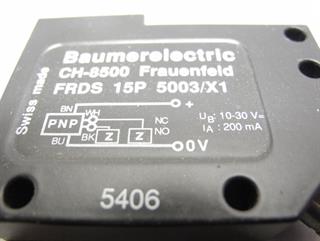 Baumerelectric
CH-8500 Frauenfeld
FRDS 15P 5003/X1
Swiss made
BN +
WH NC
PNP
NO
BK Z Z
BU 0V
UB: 10-30 V=
IA : 200 mA
5406